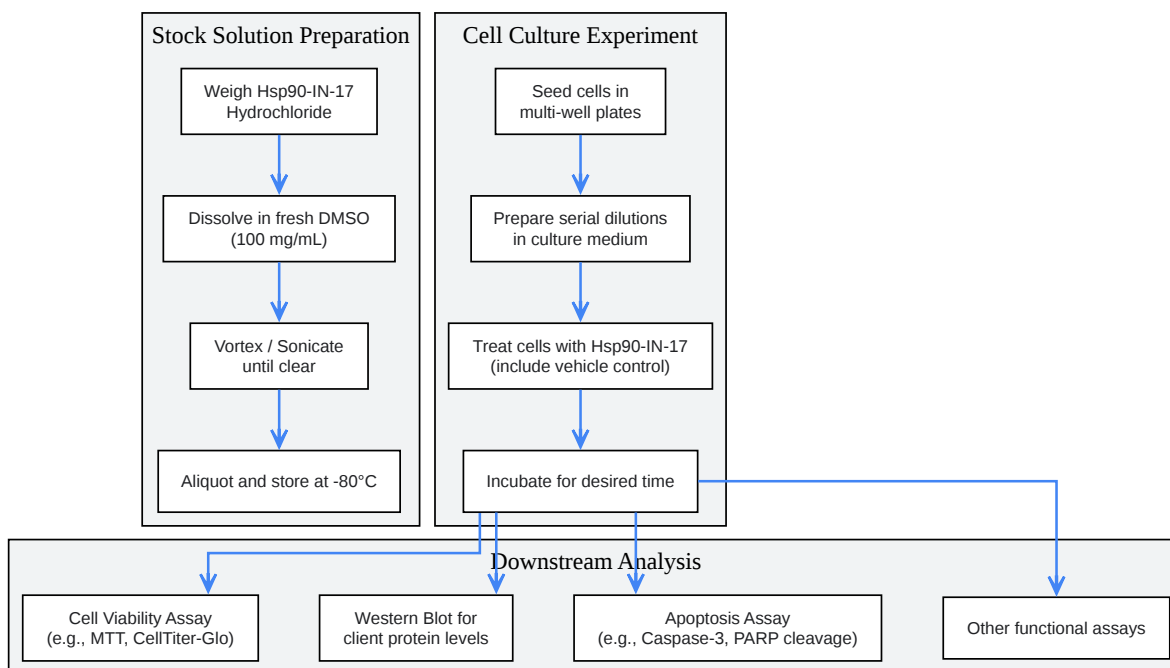 Stock Solution Preparation
Weigh Hsp90-IN-17
Hydrochloride
Dissolve in fresh DMSO
(100 mg/mL)
Vortex / Sonicate
until clear
Aliquot and store at -80°C
Cell Culture Experiment
Seed cells in
multi-well plates
Prepare serial dilutions
in culture medium
Treat cells with Hsp90-IN-17
(include vehicle control)
Incubate for desired time
Downstream Analysis
Cell Viability Assay
(e.g., MTT, CellTiter-Glo)
Western Blot for
client protein levels
Apoptosis Assay
(e.g., Caspase-3, PARP cleavage)
Other functional assays